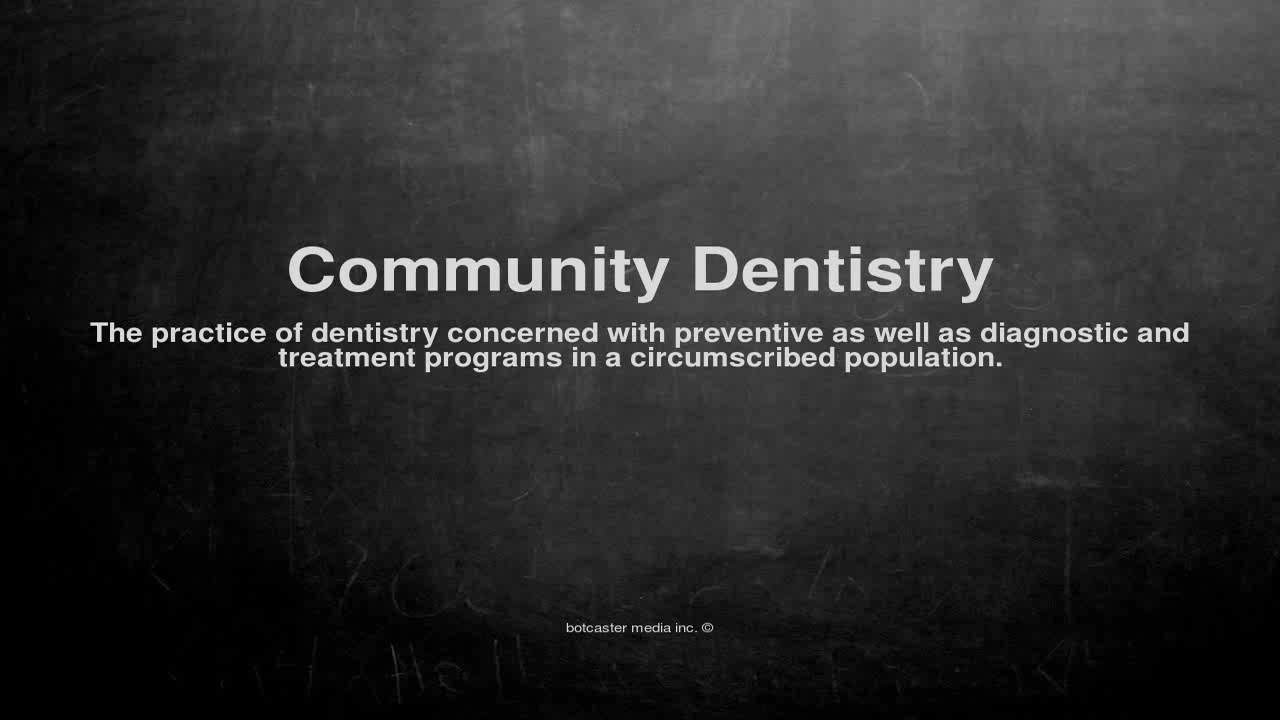 Community Dentistry
The practice of dentistry concerned with preventive as well as diagnostic and
treatment programs in a circumscribed population.
botcaster media inc. ©